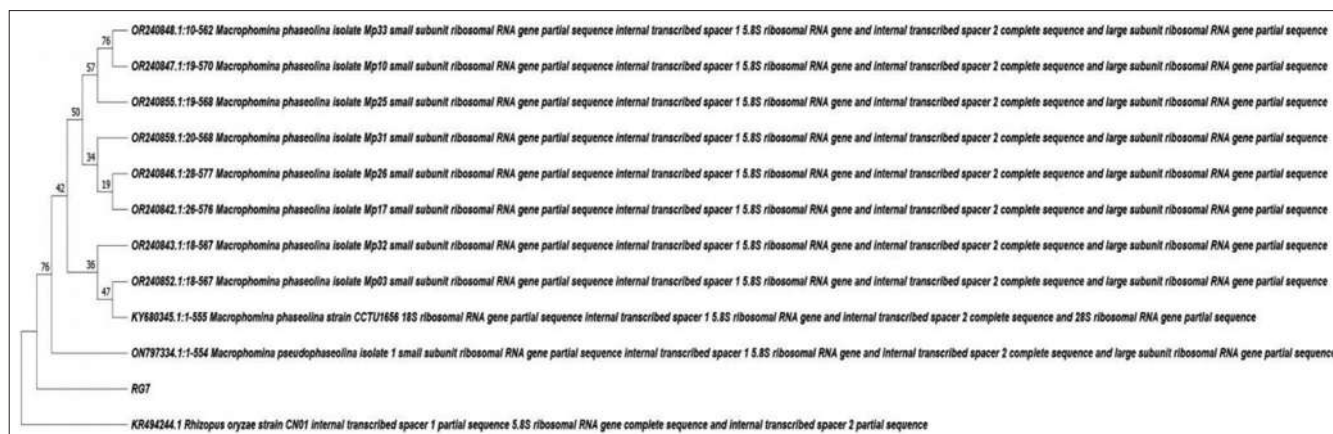 76
OR240848.1:10-562 Macrophomina phaseolina isolate Mp33 small subunit ribosomal RNA gene partial sequence internal transcribed spacer 1 5.8S ribosomal RNA gene and internal transcribed spacer 2 complete sequence and large subunit ribosomal RNA gene partial sequence
57
OR240847.1:19-570 Macrophomina phaseolina isolate Mp10 small subunit ribosomal RNA gene partial sequence internal transcribed spacer 1 5.8S ribosomal RNA gene and internal transcribed spacer 2 complete sequence and large subunit ribosomal RNA gene partial sequence
50
OR240855.1:19-568 Macrophomina phaseolina isolate Mp25 small subunit ribosomal RNA gene partial sequence internal transcribed spacer 1 5.8S ribosomal RNA gene and internal transcribed spacer 2 complete sequence and large subunit ribosomal RNA gene partial sequence
OR240859.1:20-568 Macrophomina phaseolina isolate Mp31 small subunit ribosomal RNA gene partial sequence internal transcribed spacer 1 5.8S ribosomal RNA gene and internal transcribed spacer 2 complete sequence and large subunit ribosomal RNA gene partial sequence
34
OR240846.1:28-577 Macrophomina phaseolina isolate Mp26 small subunit ribosomal RNA gene partial sequence internal transcribed spacer 1 5.8S ribosomal RNA gene and internal transcribed spacer 2 complete sequence and large subunit ribosomal RNA gene partial sequence
19
42
OR240842.1:26-576 Macrophomina phaseolina isolate Mp17 small subunit ribosomal RNA gene partial sequence internal transcribed spacer 1 5.8S ribosomal RNA gene and internal transcribed spacer 2 complete sequence and large subunit ribosomal RNA gene partial sequence
OR240843.1:18-567 Macrophomina phaseolina isolate Mp32 small subunit ribosomal RNA gene partial sequence internal transcribed spacer 1 5.8S ribosomal RNA gene and internal transcribed spacer 2 complete sequence and large subunit ribosomal RNA gene partial sequence
76
36
OR240852.1:18-567 Macrophomina phaseolina isolate Mp03 small subunit ribosomal RNA gene partial sequence internal transcribed spacer 1 5.8S ribosomal RNA gene and internal transcribed spacer 2 complete sequence and large subunit ribosomal RNA gene partial sequence
47
KY680345.1:1-555 Macrophomina phaseolina strain CCTU1656 18S ribosomal RNA gene partial sequence internal transcribed spacer 1 5.8S ribosomal RNA gene and internal transcribed spacer 2 complete sequence and 28S ribosomal RNA gene partial sequence
ON797334.1:1-554 Macrophomina pseudophaseolina isolate 1 small subunit ribosomal RNA gene partial sequence internal transcribed spacer 1 5.8S ribosomal RNA gene and internal transcribed spacer 2 complete sequence and large subunit ribosomal RNA gene partial sequence
RG7
KR494244.1 Rhizopus oryzae strain CN01 internal transcribed spacer 1 partial sequence 5.8S ribosomal RNA gene complete sequence and internal transcribed spacer 2 partial sequence